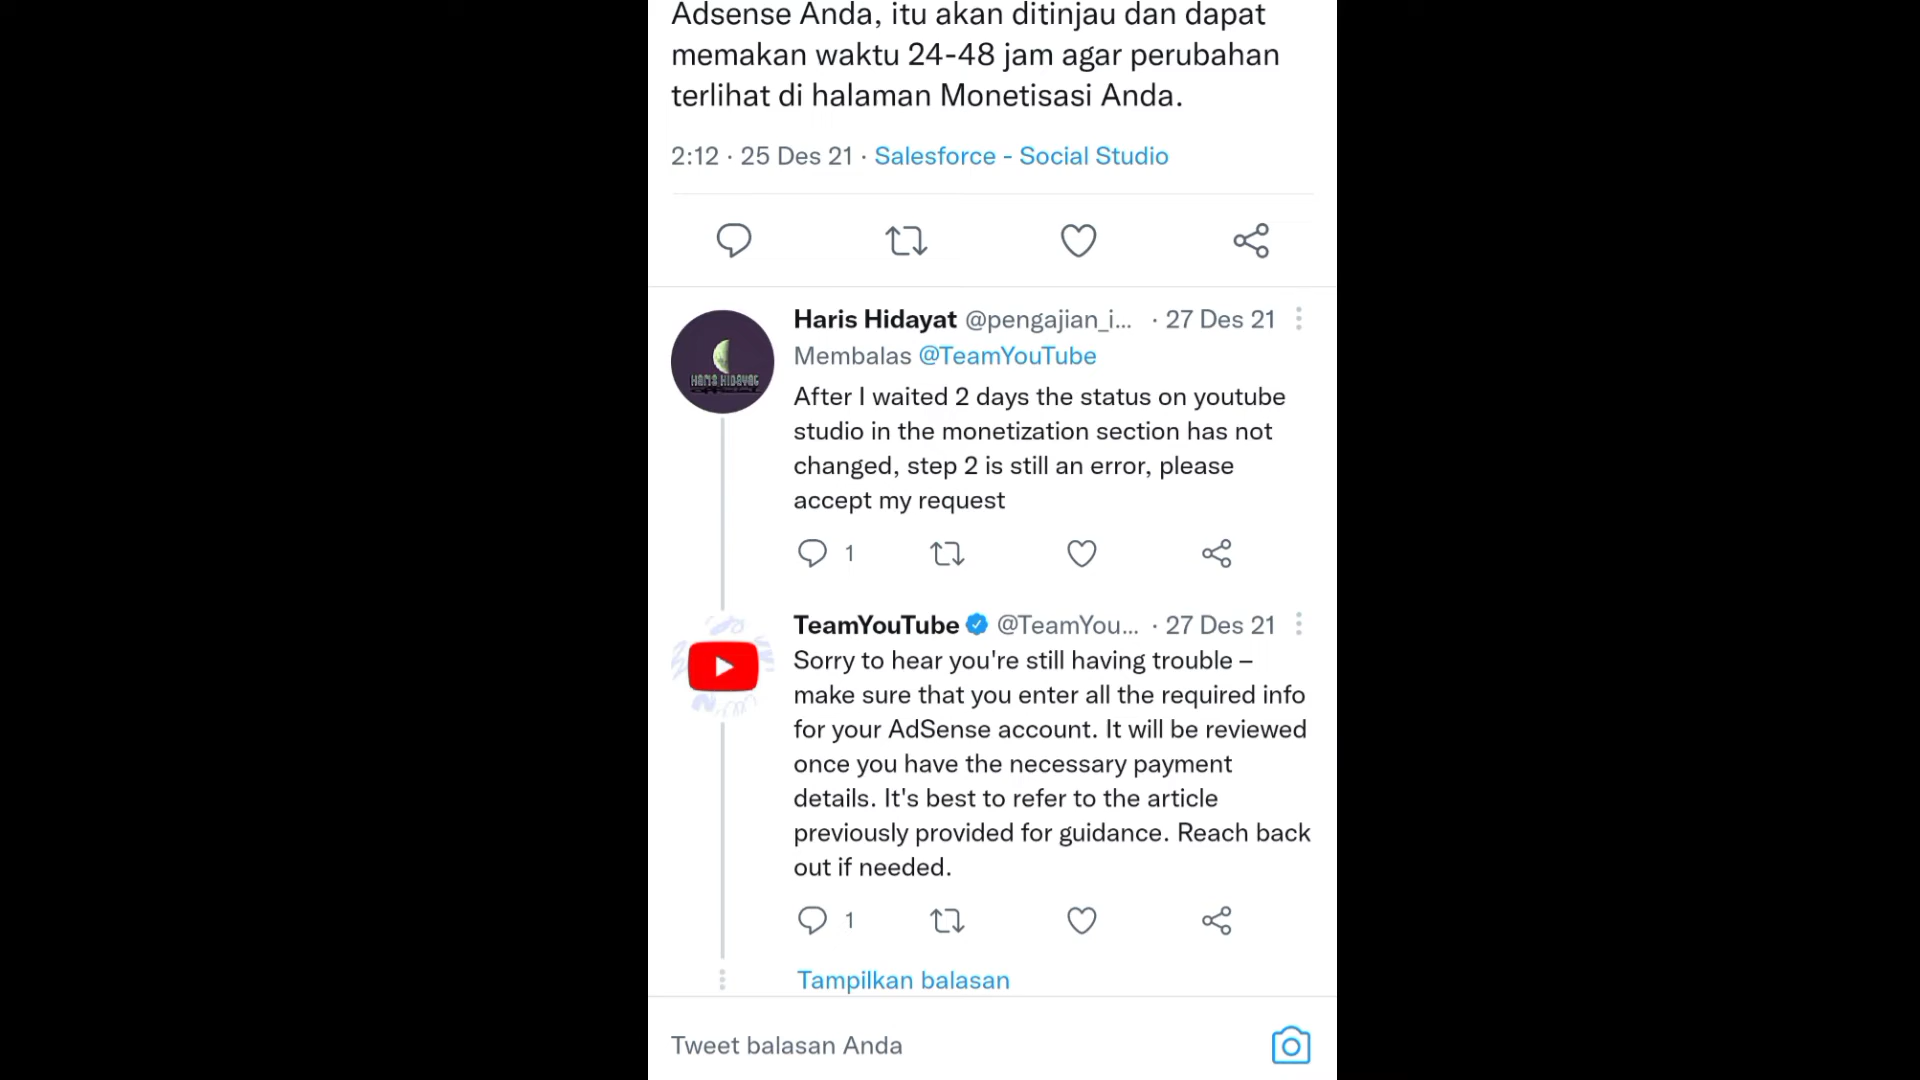 Adsense Anda, itu akan ditinjau dan dapat
memakan waktu 24-48 jam agar perubahan
terlihat di halaman Monetisasi Anda.
2:12 · 25 Des 21 · Salesforce - Social Studio
Haris Hidayat @pengajian_i... · 27 Des 21
Membalas @TeamYouTube
HARIS HIDAYAT
After I waited 2 days the status on youtube
studio in the monetization section has not
changed, step 2 is still an error, please
accept my request
1
TeamYouTube @TeamYou... · 27 Des 21
Sorry to hear you're still having trouble –
make sure that you enter all the required info
for your AdSense account. It will be reviewed
once you have the necessary payment
details. It's best to refer to the article
previously provided for guidance. Reach back
out if needed.
1
Tampilkan balasan
Tweet balasan Anda